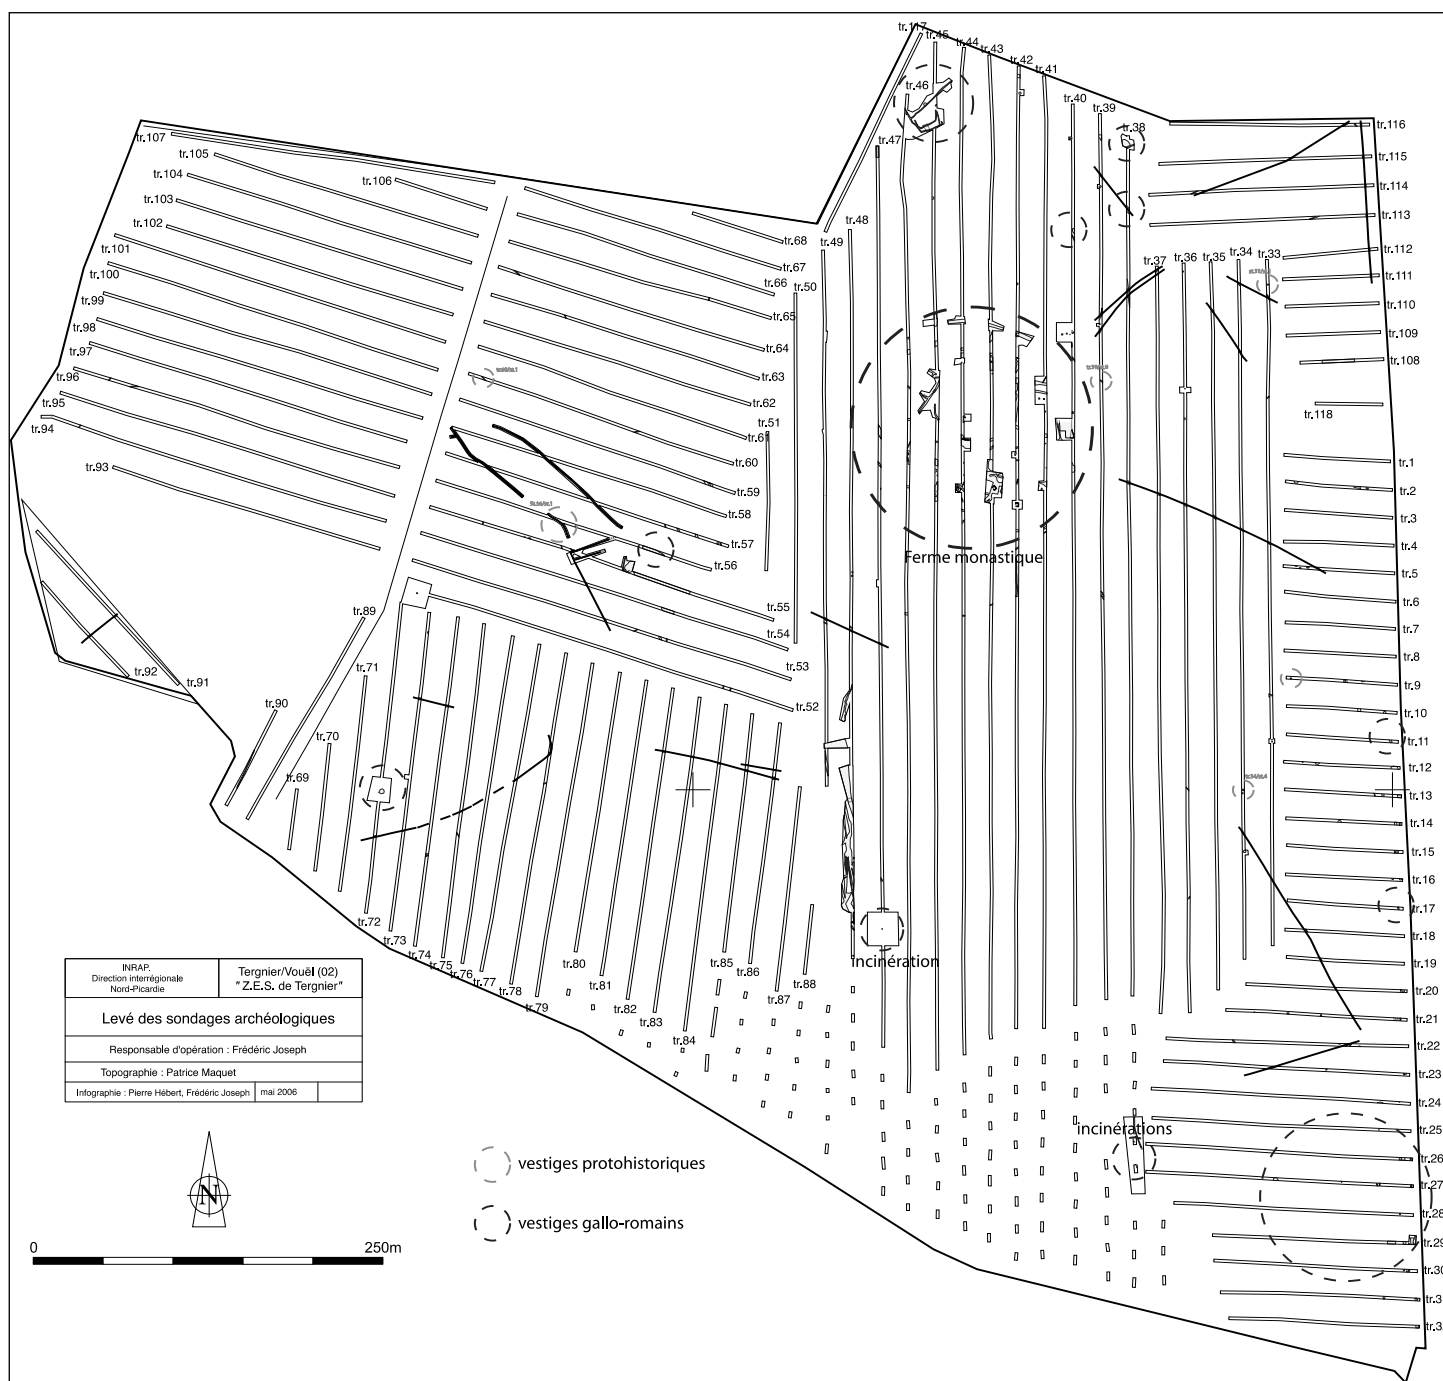 tr.117
tr.45
tr.44
tr.43
tr.42
tr.41
tr.46
tr.40
tr.39
tr.38
tr.47
tr.116
tr.115
tr.114
tr.113
tr.112
tr.111
tr.110
tr.109
tr.108
tr.118
tr.107
tr.105
tr.104
tr.103
tr.102
tr.101
tr.100
tr.99
tr.98
tr.97
tr.96
tr.95
tr.94
tr.93
tr.106
tr.68
tr.67
tr.66
tr.65
tr.64
tr.63
tr.62
tr.61
tr.60
tr.59
tr.58
tr.57
tr.56
tr.55
tr.54
tr.53
tr.52
tr.48
tr.49
tr.50
tr.51
tr.37
tr.36
tr.35
tr.34
tr.33
Ferme monastique
tr.1
tr.2
tr.3
tr.4
tr.5
tr.6
tr.7
tr.8
tr.9
tr.10
tr.11
tr.12
tr.13
tr.14
tr.15
tr.16
tr.17
tr.18
tr.19
tr.20
tr.21
tr.22
tr.23
tr.24
tr.25
tr.26
tr.27
tr.28
tr.29
tr.30
tr.3
tr.3
tr.92
tr.91
tr.90
tr.89
tr.71
tr.70
tr.69
tr.72
tr.73
tr.74
tr.75
tr.76
tr.77
tr.78
tr.79
tr.80
tr.81
tr.82
tr.83
tr.84
tr.85
tr.86
tr.87
tr.88
incinération
incinérations
INRAP.
Direction interrégionale
Nord-Picardie
Tergnier/Vouël (02)
"Z.E.S. de Tergnier"
Levé des sondages archéologiques
Responsable d'opération : Frédéric Joseph
Topographie : Patrice Maquet
Infographie : Pierre Hébert, Frédéric Joseph mai 2006
N
vestiges protohistoriques
vestiges gallo-romains
0 250m